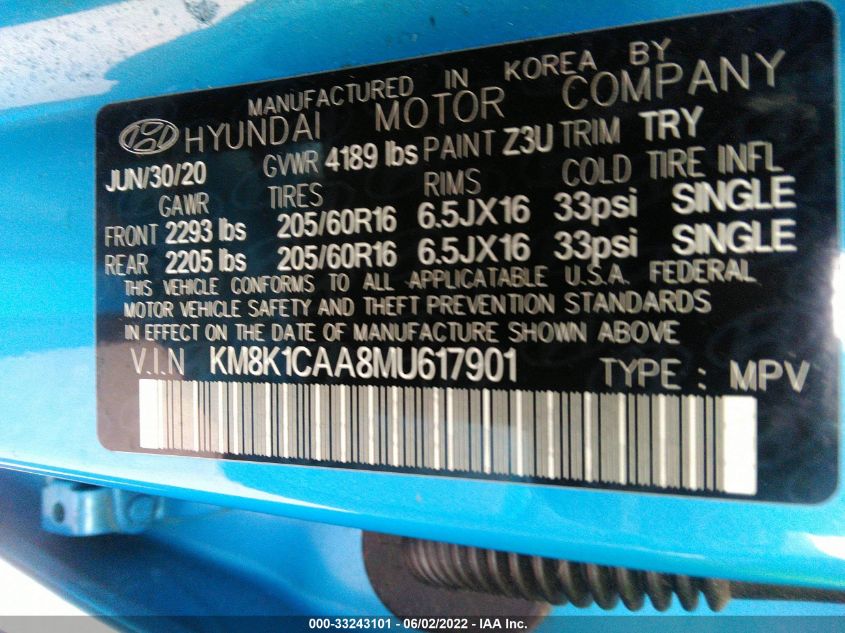 MANUFACTURED IN KOREA BY
HYUNDAI MOTOR COMPANY
JUN/30/20 GVWR 4189 lbs PAINT Z3U TRIM TRY
GAWR TIRES RIMS COLD TIRE INFL
FRONT 2293 lbs 205/60R16 6.5JX16 33psi SINGLE
REAR 2205 lbs 205/60R16 6.5JX16 33psi SINGLE
THIS VEHICLE CONFORMS TO ALL APPLICATABLE U.S.A. FEDERAL
MOTOR VEHICLE SAFETY AND THEFT PREVENTION STANDARDS
IN EFFECT ON THE DATE OF MANUFACTURE SHOWN ABOVE
V.I.N KM8K1CAA8MU617901 TYPE : MPV
000-33243101 - 06/02/2022 - IAA Inc.